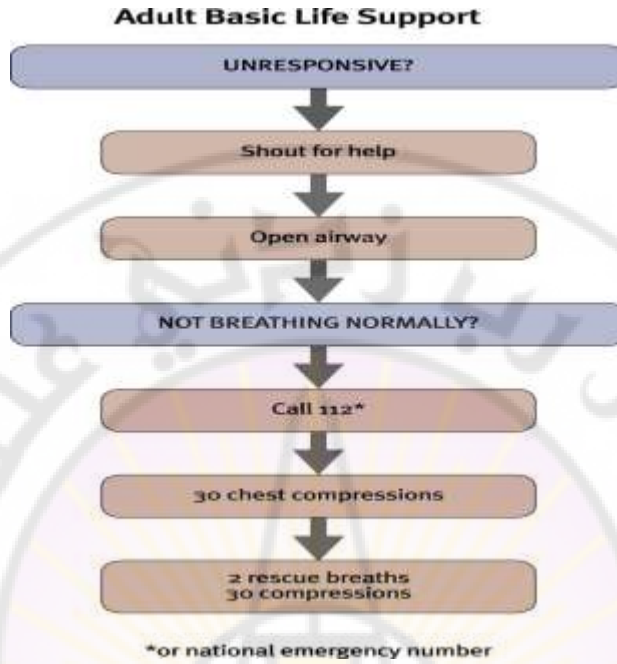 Adult Basic Life Support
UNRESPONSIVE?
Shout for help
Open airway
NOT BREATHING NORMALLY?
Call 112*
30 chest compressions
2 rescue breaths
30 compressions
*or national emergency number